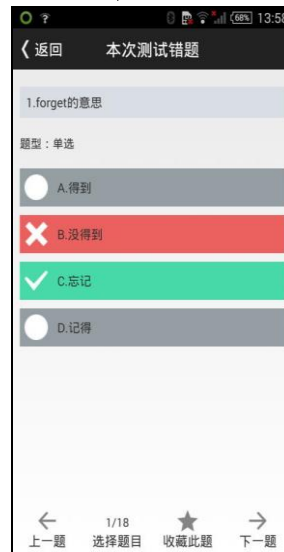 68% 13:58
返回 本次测试错题
1.forget的意思
题型：单选
A.得到
B.没得到
C.忘记
D.记得
1/18
上一题 选择题目 收藏此题 下一题